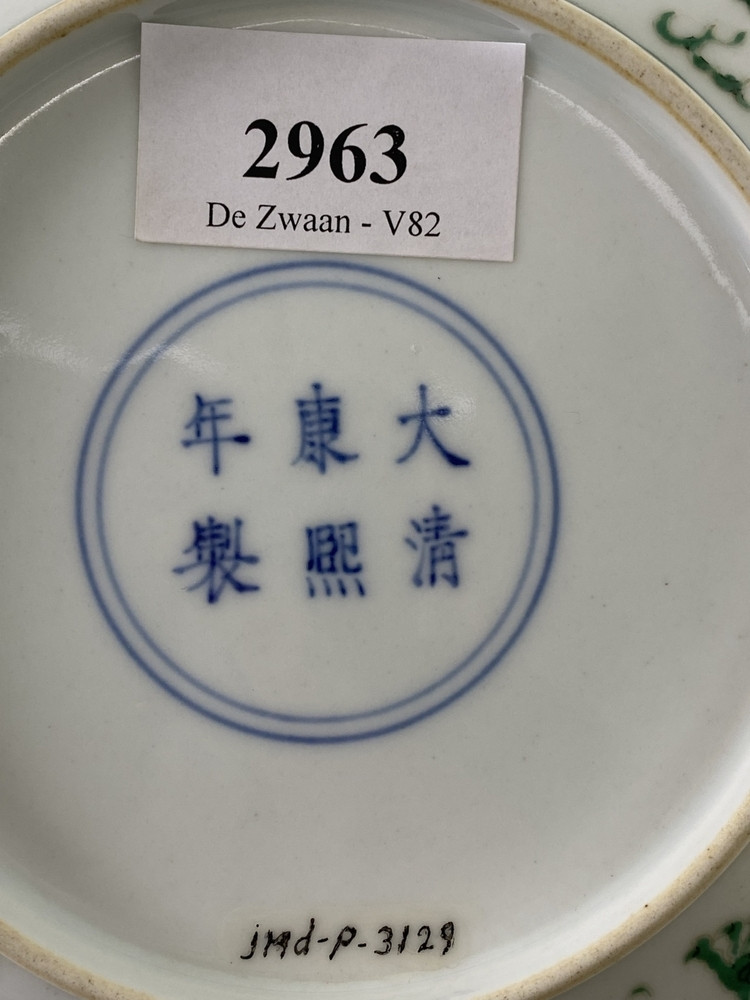 2963
De Zwaan - V82
大清
康熙
年製
jmd-p-3129